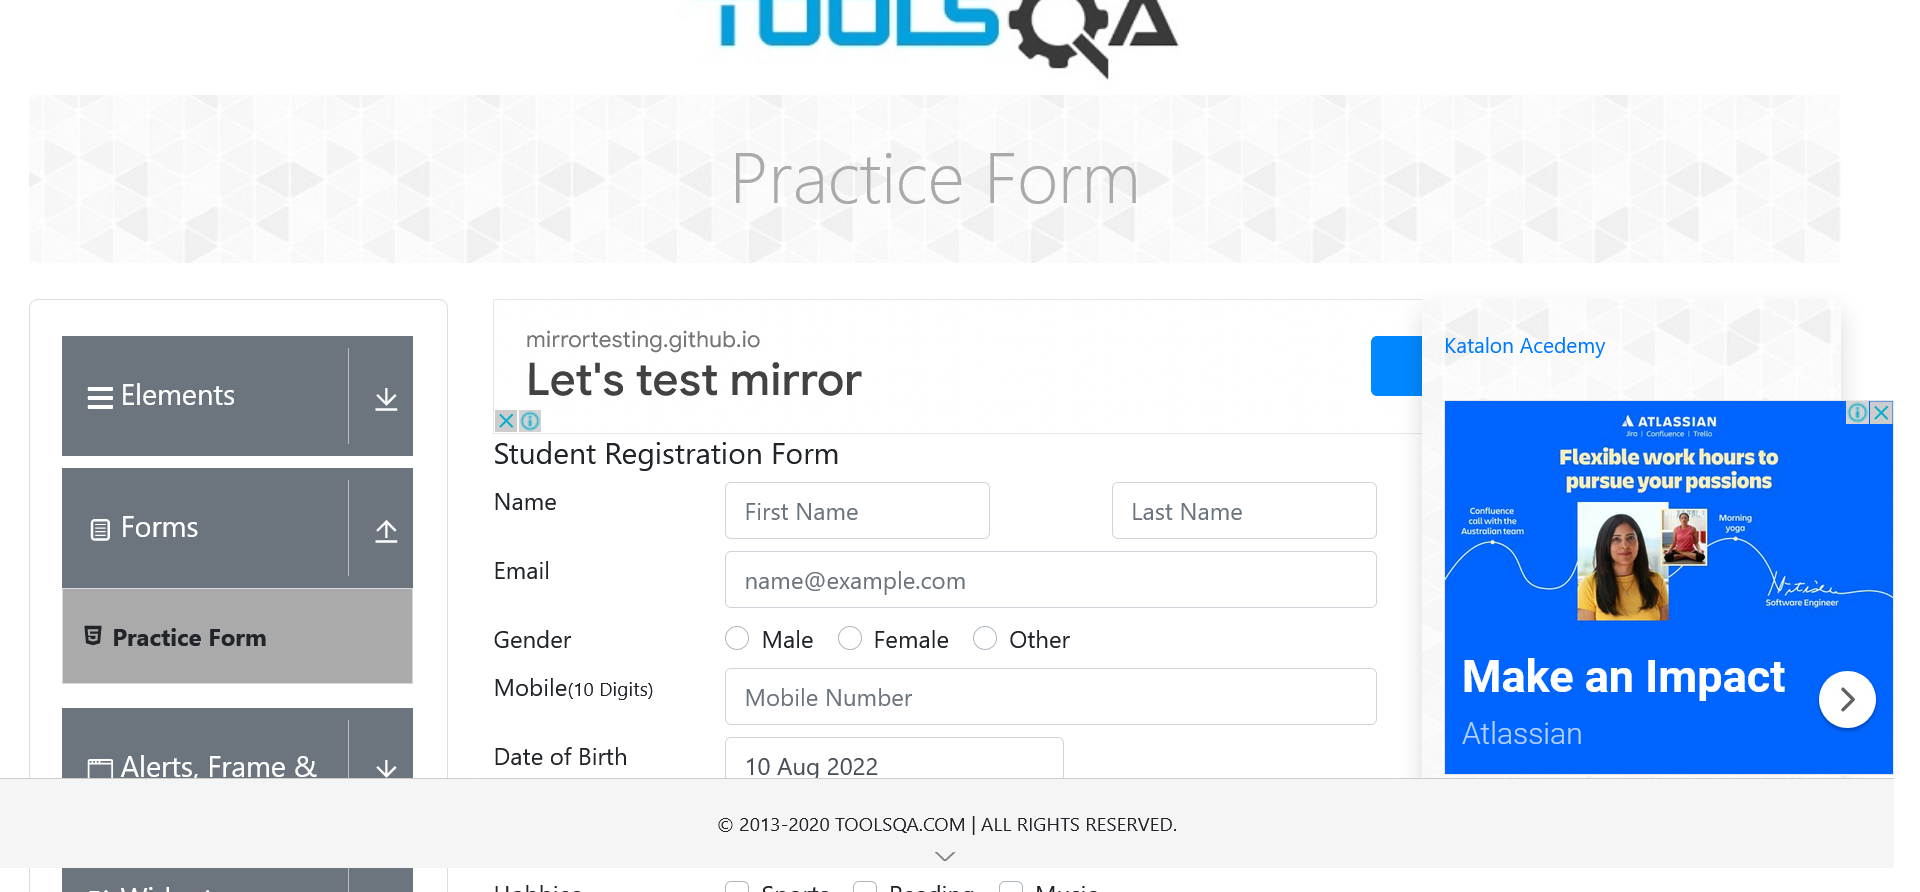 TOOLSQA
Practice Form
Elements
Forms
Practice Form
Alerts, Frame &
mirrortesting.github.io
Let's test mirror
Student Registration Form
Name
First Name
Last Name
Email
name@example.com
Gender
Male
Female
Other
Mobile(10 Digits)
Mobile Number
Date of Birth
10 Aug 2022
Katalon Acedemy
ATLASSIAN
Jira | Confluence | Trello
Flexible work hours to
pursue your passions
Confluence
call with the
Australian team
Morning
yoga
Software Engineer
Make an Impact
Atlassian
© 2013-2020 TOOLSQA.COM | ALL RIGHTS RESERVED.
Hobbies
Sports
Reading
Music